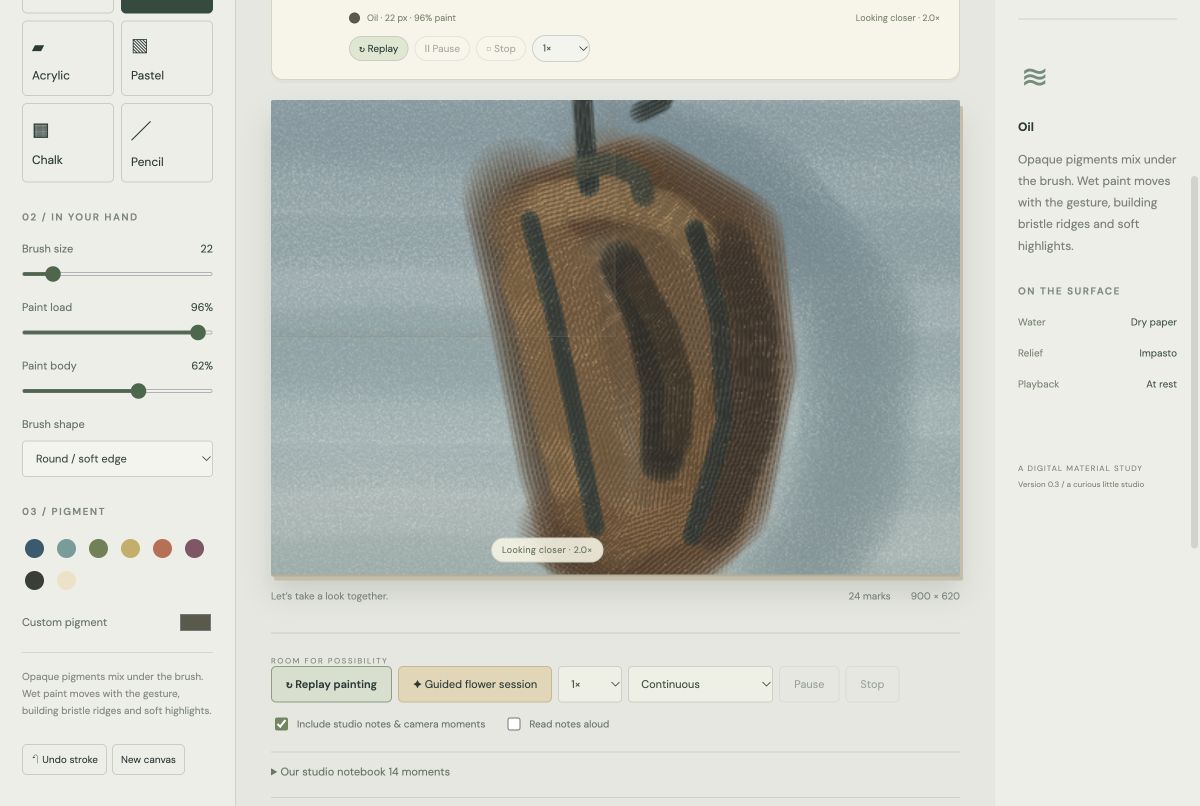 Acrylic
Pastel
Chalk
Pencil
02 / IN YOUR HAND
Brush size 22
Paint load 96%
Paint body 62%
Brush shape
Round / soft edge
03 / PIGMENT
Custom pigment
Opaque pigments mix under the brush.
Wet paint moves with the gesture,
building bristle ridges and soft highlights.
Undo stroke
New canvas
Oil · 22 px · 96% paint
Looking closer · 2.0×
↻ Replay
II Pause
▫ Stop
1×
Looking closer · 2.0×
Let's take a look together.
24 marks
900 × 620
ROOM FOR POSSIBILITY
↻ Replay painting
✦ Guided flower session
1×
Continuous
Pause
Stop
Include studio notes & camera moments
Read notes aloud
▶ Our studio notebook 14 moments
Oil
Opaque pigments mix under
the brush. Wet paint moves
with the gesture, building
bristle ridges and soft
highlights.
ON THE SURFACE
Water Dry paper
Relief Impasto
Playback At rest
A DIGITAL MATERIAL STUDY
Version 0.3 / a curious little studio